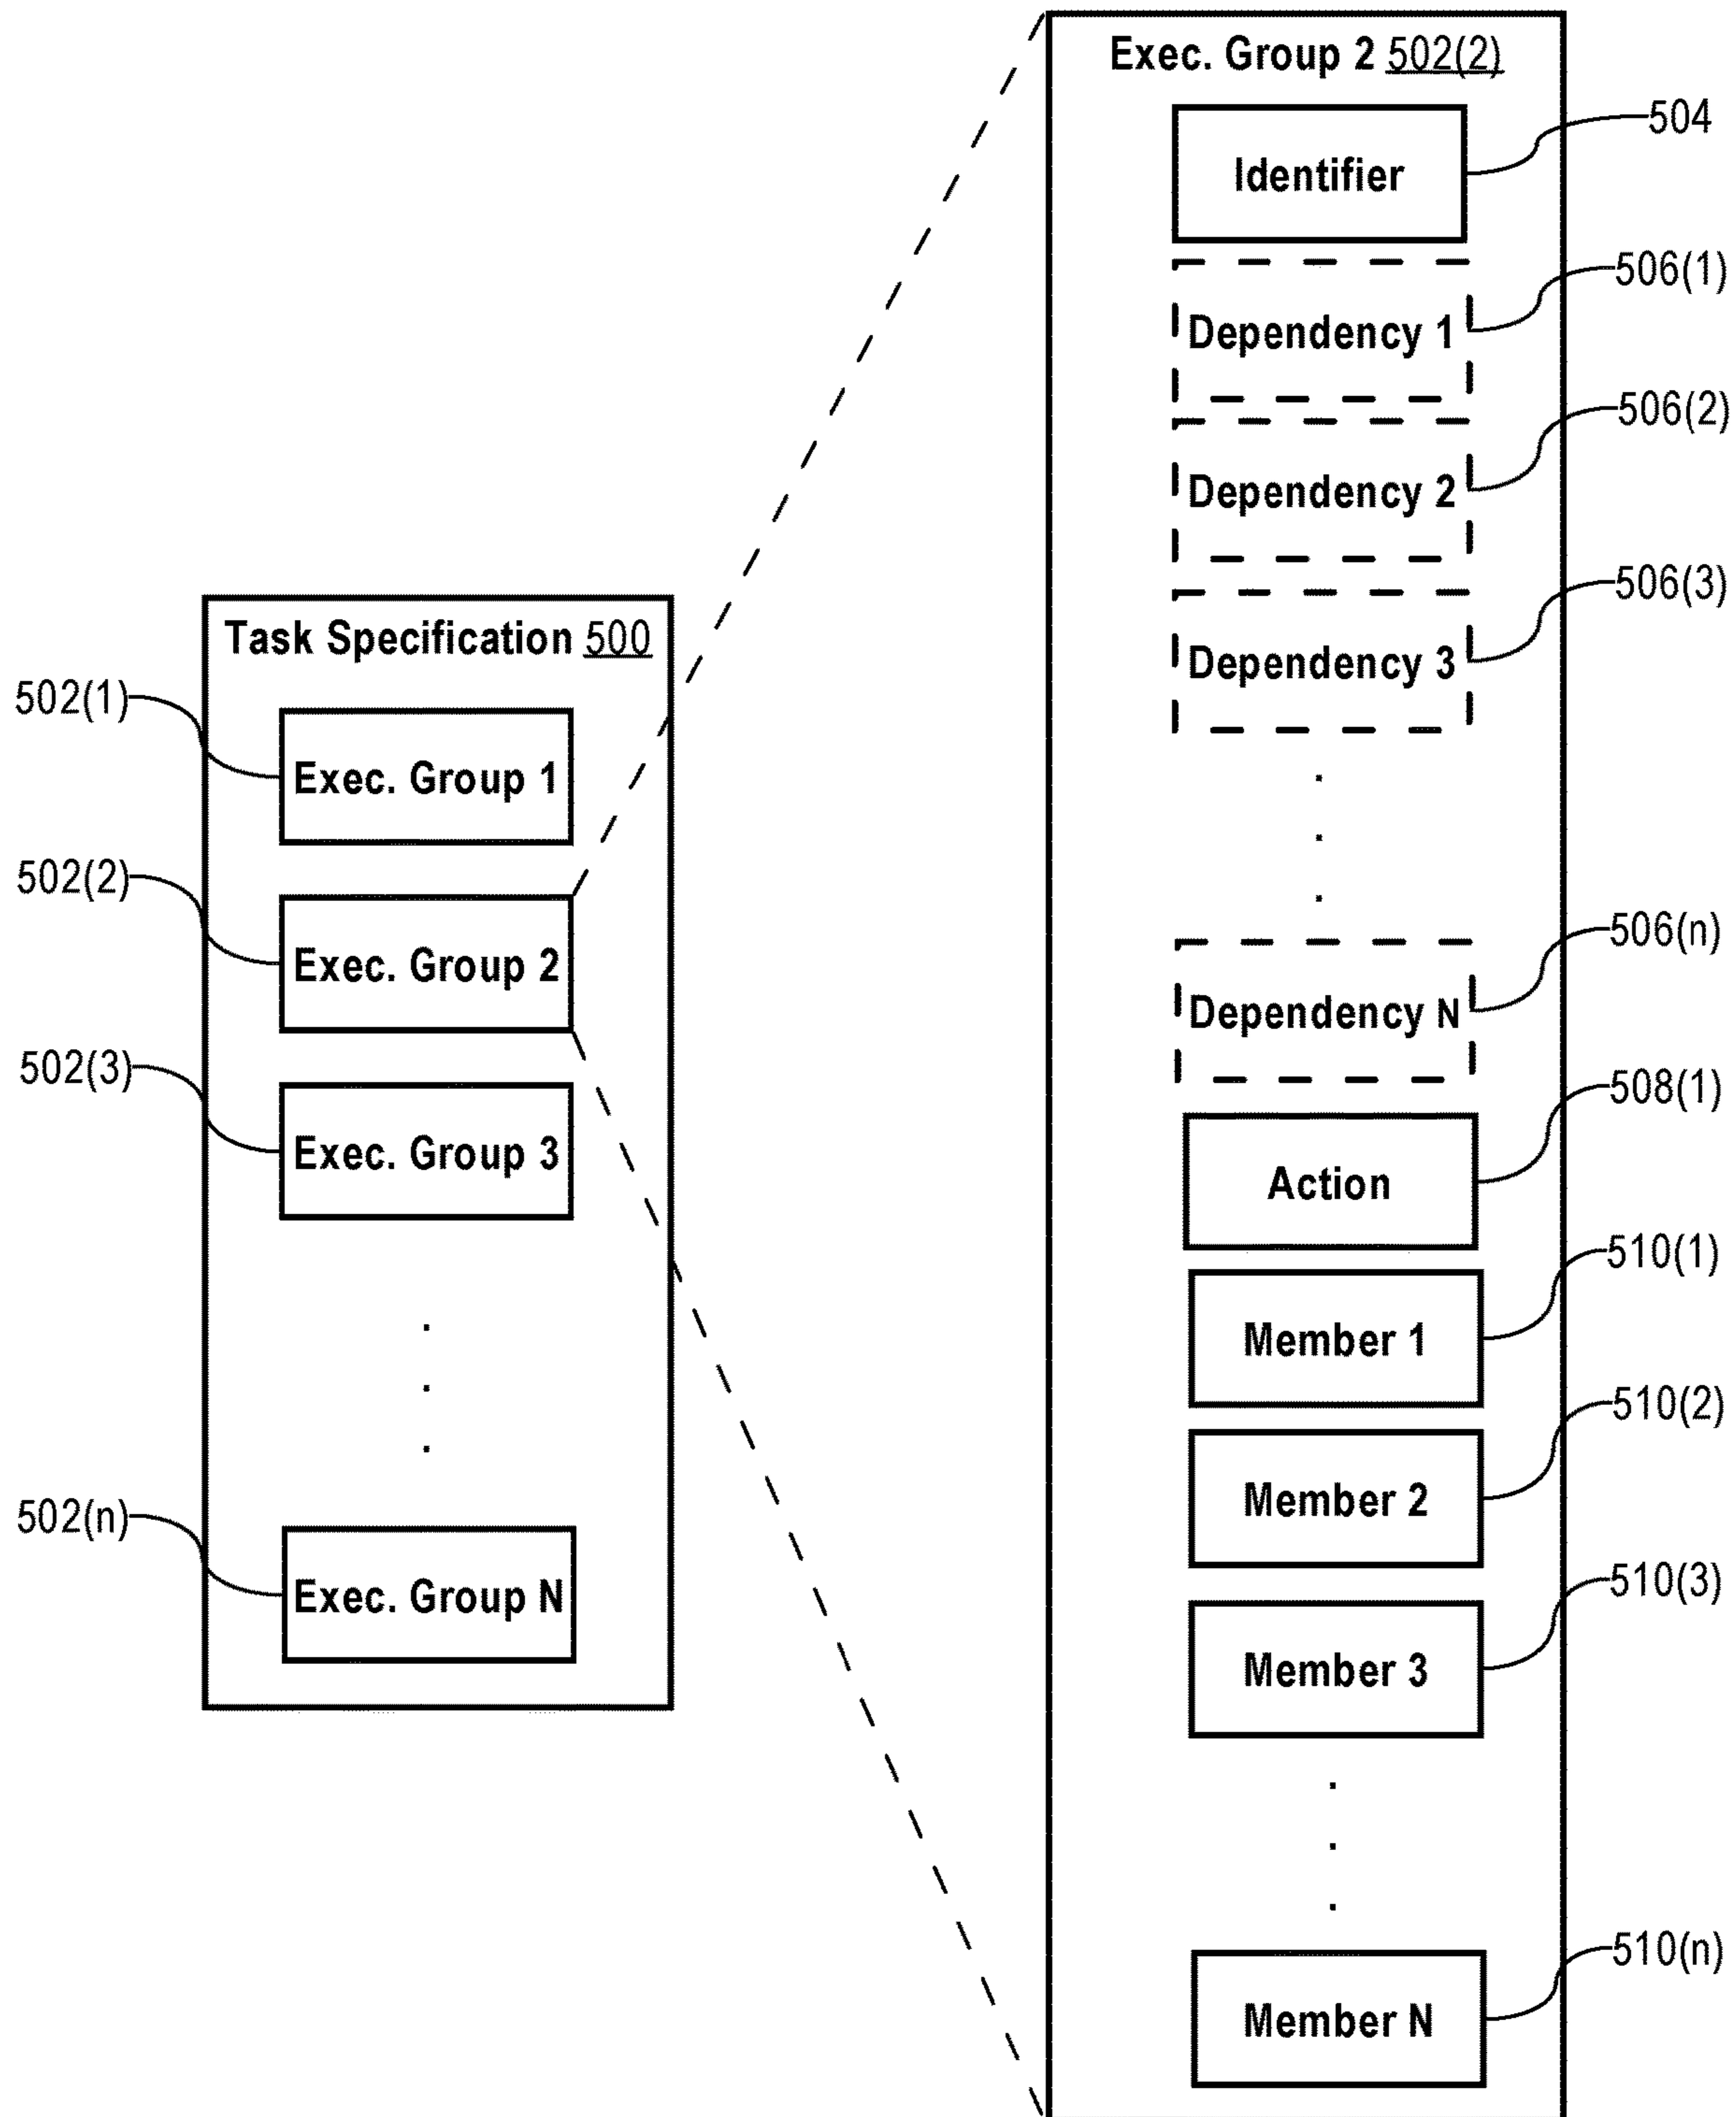 Task Specification 500
502(1)
Exec. Group 1
502(2)
Exec. Group 2
502(3)
Exec. Group 3
.
.
.
502(n)
Exec. Group N
Exec. Group 2 502(2)
504
Identifier
506(1)
Dependency 1
506(2)
Dependency 2
506(3)
Dependency 3
.
.
.
506(n)
Dependency N
508(1)
Action
510(1)
Member 1
510(2)
Member 2
510(3)
Member 3
.
.
.
510(n)
Member N